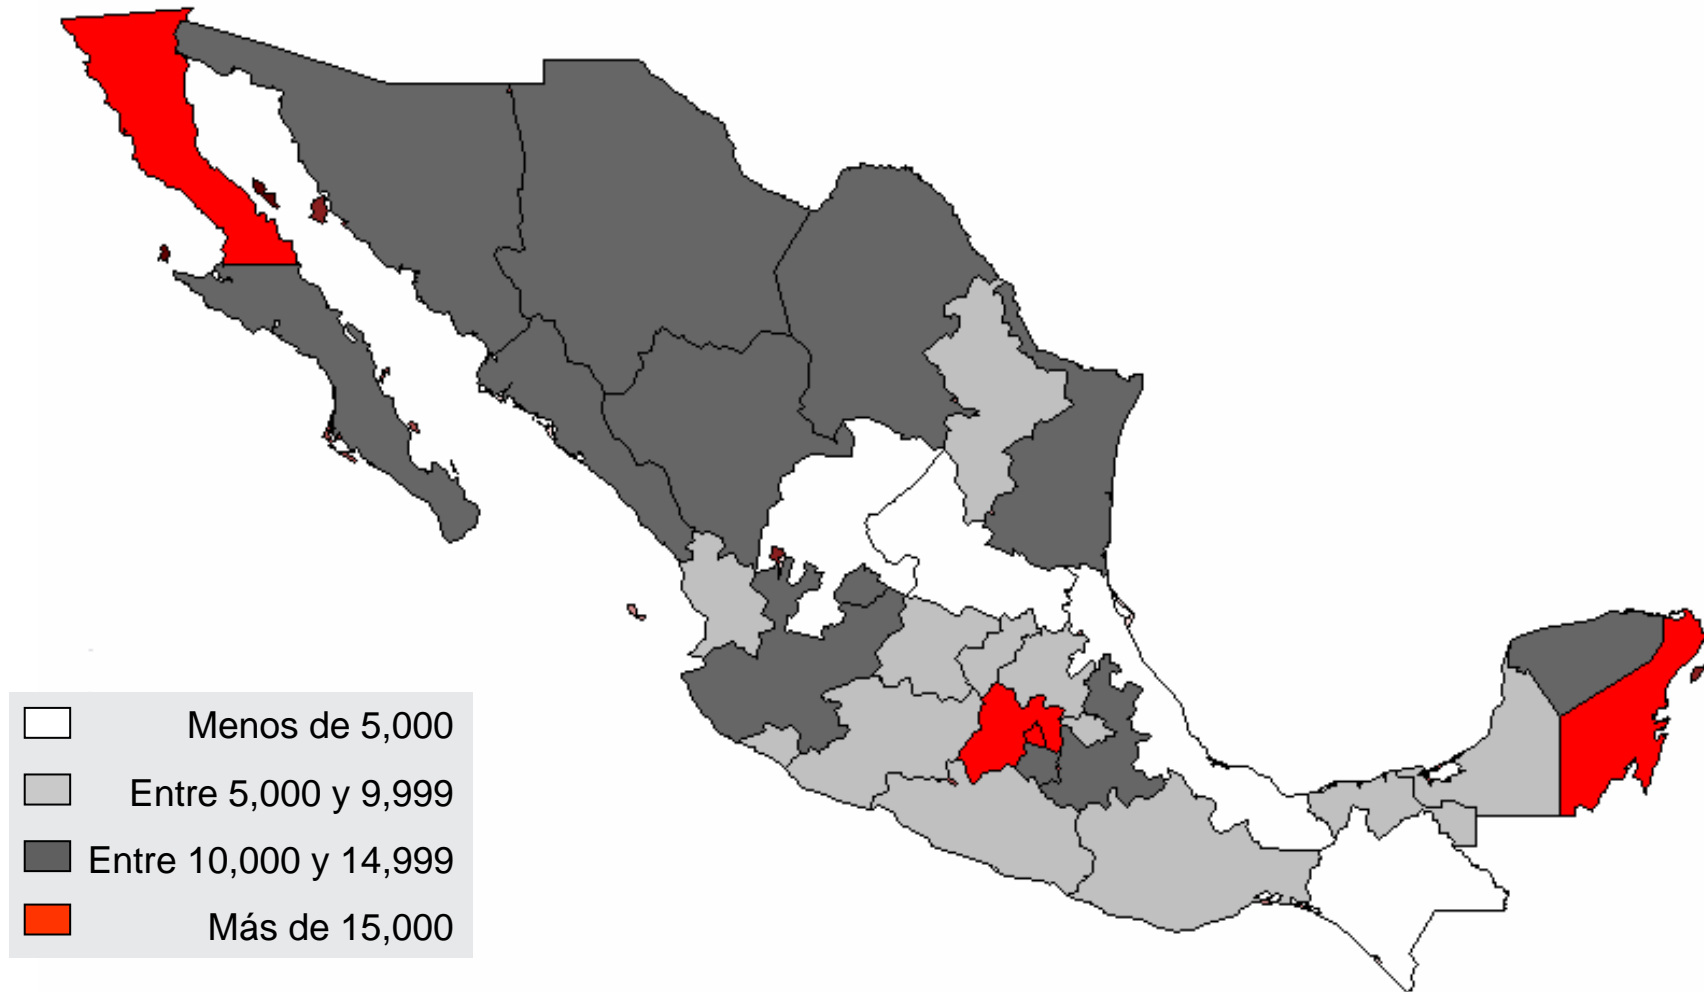 Menos de 5,000
Entre 5,000 y 9,999
Entre 10,000 y 14,999
Más de 15,000